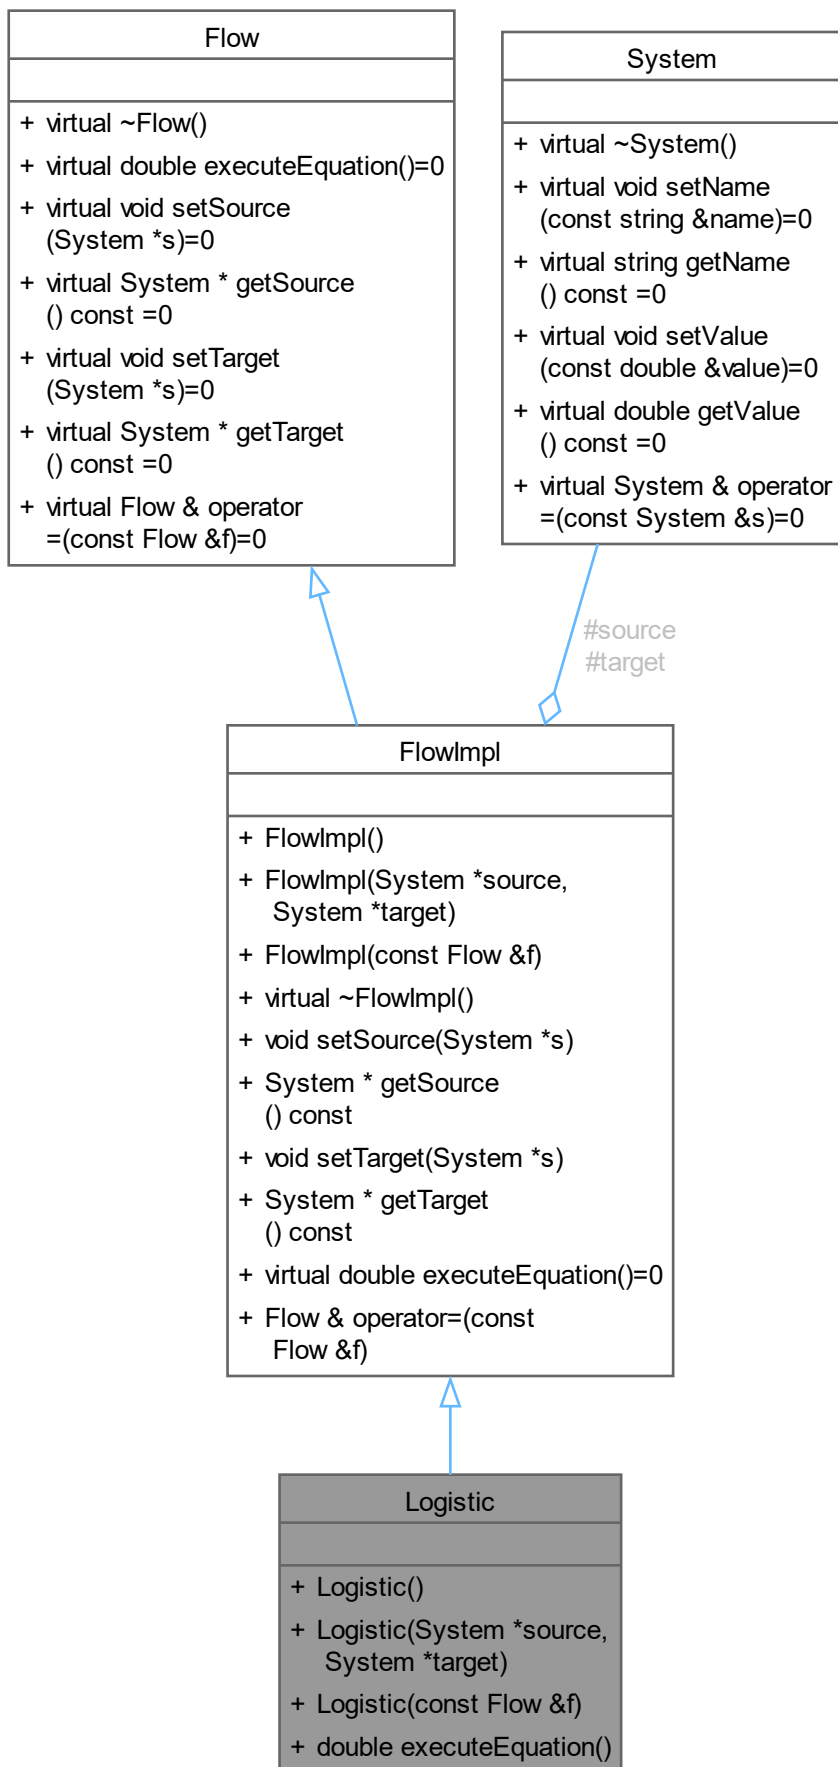 Flow
+ virtual ~Flow()
+ virtual double executeEquation()=0
+ virtual void setSource
(System *s)=0
+ virtual System * getSource
() const =0
+ virtual void setTarget
(System *s)=0
+ virtual System * getTarget
() const =0
+ virtual Flow & operator
=(const Flow &f)=0
System
+ virtual ~System()
+ virtual void setName
(const string &name)=0
+ virtual string getName
() const =0
+ virtual void setValue
(const double &value)=0
+ virtual double getValue
() const =0
+ virtual System & operator
=(const System &s)=0
#source
#target
FlowImpl
+ FlowImpl()
+ FlowImpl(System *source,
System *target)
+ FlowImpl(const Flow &f)
+ virtual ~FlowImpl()
+ void setSource(System *s)
+ System * getSource
() const
+ void setTarget(System *s)
+ System * getTarget
() const
+ virtual double executeEquation()=0
+ Flow & operator=(const
Flow &f)
Logistic
+ Logistic()
+ Logistic(System *source,
System *target)
+ Logistic(const Flow &f)
+ double executeEquation()